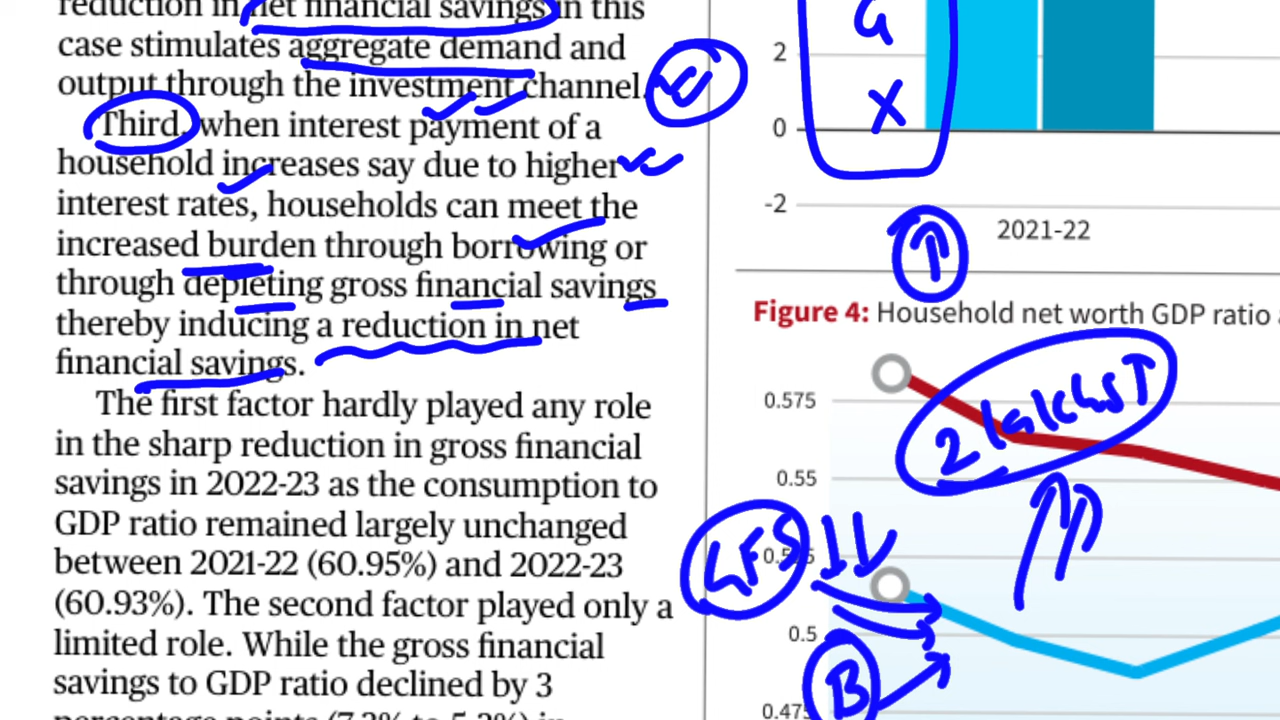 reduction in net financial savings in this
case stimulates aggregate demand and
output through the investment channel.
Third, when interest payment of a
household increases say due to higher
interest rates, households can meet the
increased burden through borrowing or
through depleting gross financial savings
thereby inducing a reduction in net
financial savings.
The first factor hardly played any role
in the sharp reduction in gross financial
savings in 2022-23 as the consumption to
GDP ratio remained largely unchanged
between 2021-22 (60.95%) and 2022-23
(60.93%). The second factor played only a
limited role. While the gross financial
savings to GDP ratio declined by 3
G
X
2
0
-2
2021-22
Figure 4: Household net worth GDP ratio
2 lakhs ↑
0.575
0.55
GFS ↓↓
0.5
B
0.475